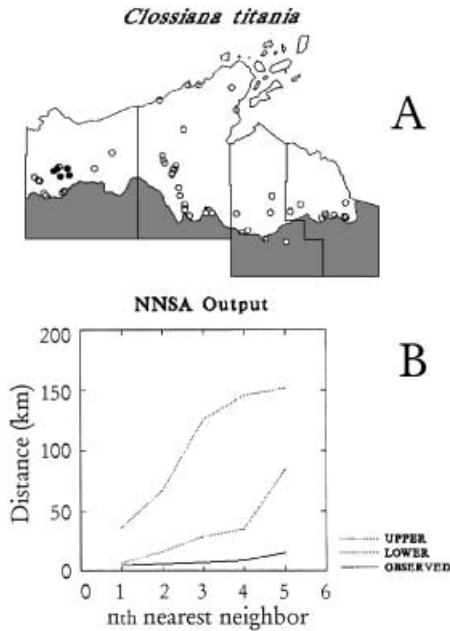 Clossiana titania
A
NNSA Output
B
200
150
100
50
0
Distance (km)
0 1 2 3 4 5 6
nth nearest neighbor
UPPER
LOWER
OBSERVED